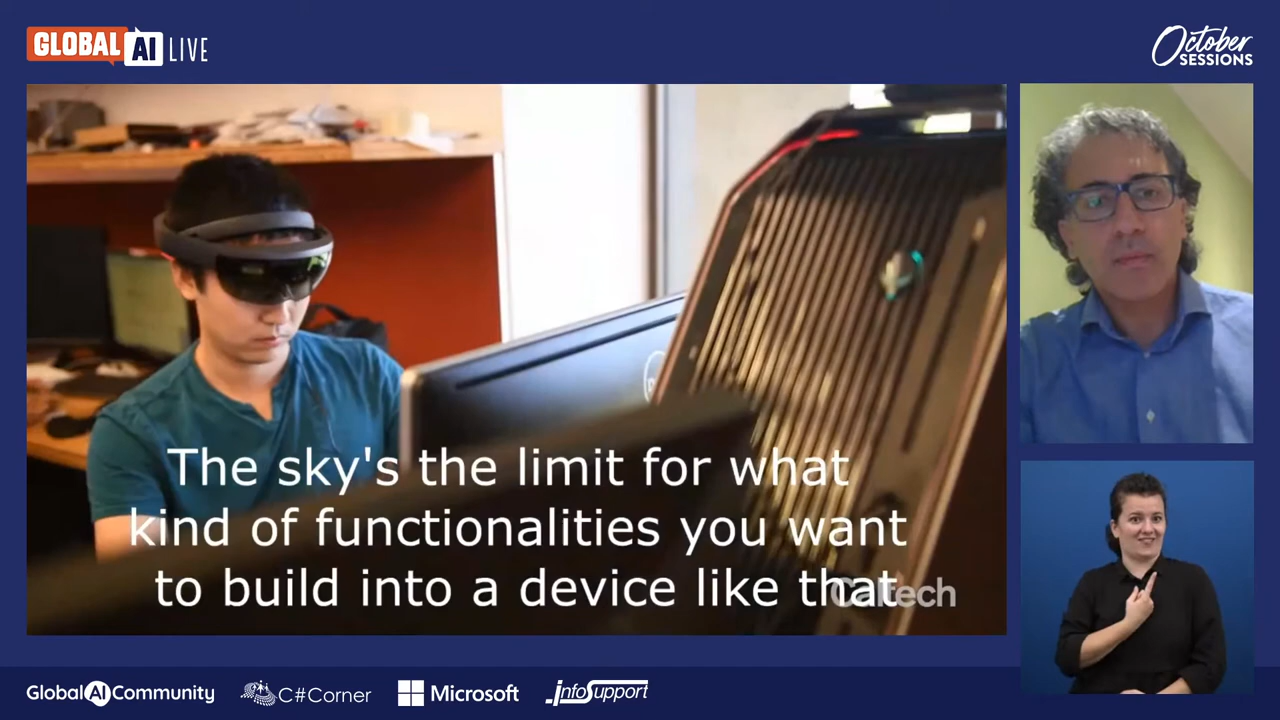 GLOBAL AI LIVE
October
SESSIONS
The sky's the limit for what
kind of functionalities you want
to build into a device like that
Caltech
Global AI Community
C#Corner
Microsoft
InfoSupport